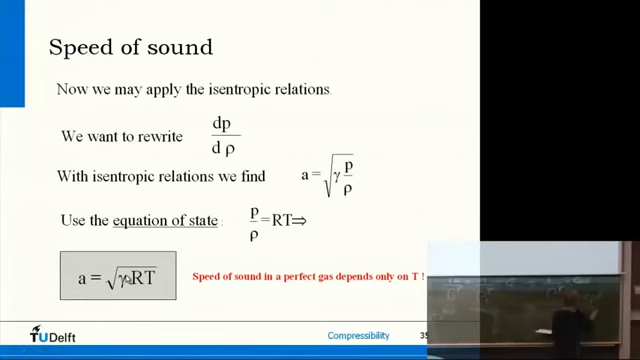 Speed of sound
Now we may apply the isentropic relations.
We want to rewrite dp/dρ
With isentropic relations we find a = √(γ p/ρ)
Use the equation of state : p/ρ = RT⇒
a = √γRT
Speed of sound in a perfect gas depends only on T !
TUDelft
Compressibility
35